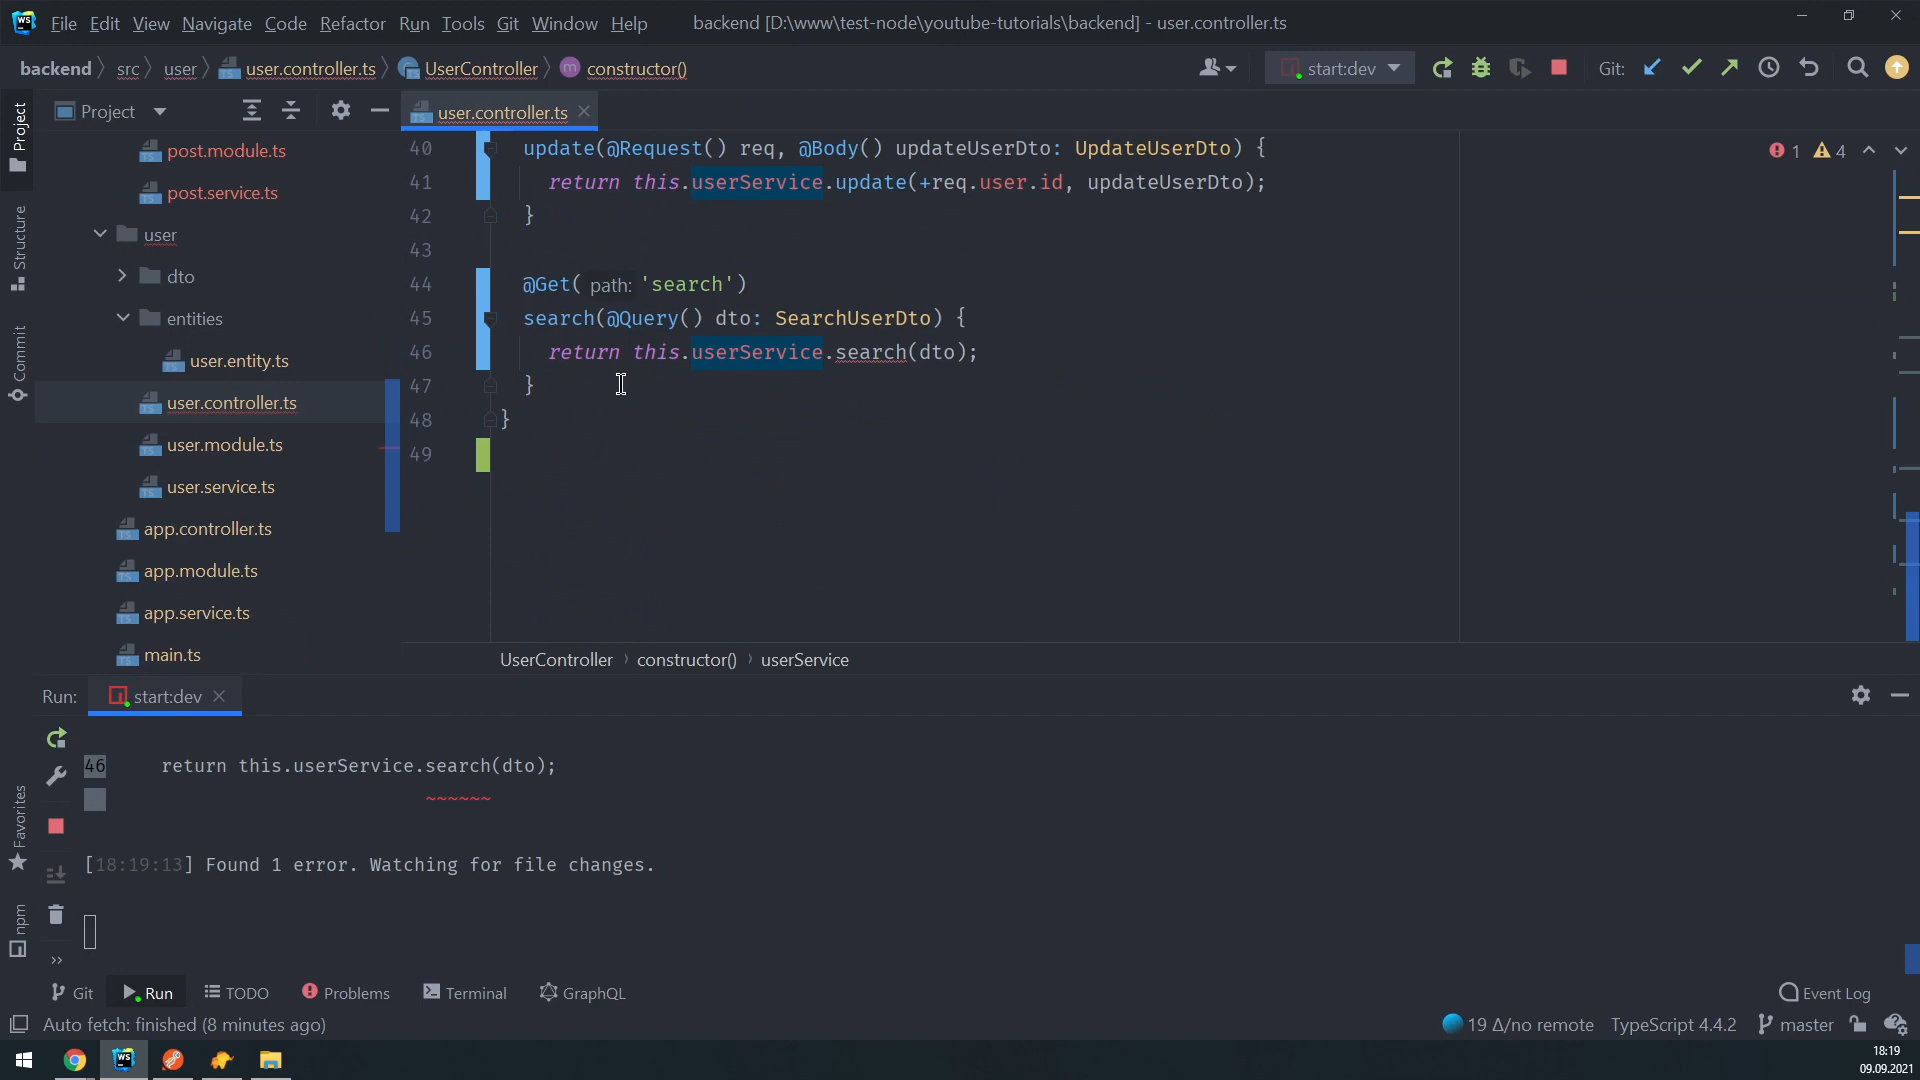 WS File Edit View Navigate Code Refactor Run Tools Git Window Help backend [D:\www\test-node\youtube-tutorials\backend] - user.controller.ts
backend src user user.controller.ts UserController m constructor() start:dev Git:
Project user.controller.ts
Project
Structure
Commit
Favorites
npm
post.module.ts
post.service.ts
user
dto
entities
user.entity.ts
user.controller.ts
user.module.ts
user.service.ts
app.controller.ts
app.module.ts
app.service.ts
main.ts
1 4
40 update(@Request() req, @Body() updateUserDto: UpdateUserDto) {
41 return this.userService.update(+req.user.id, updateUserDto);
42 }
43
44 @Get( path: 'search')
45 search(@Query() dto: SearchUserDto) {
46 return this.userService.search(dto);
47 }
48 }
49
UserController constructor() userService
Run: start:dev
46 return this.userService.search(dto);
~~~~~~
[18:19:13] Found 1 error. Watching for file changes.
Git Run TODO Problems Terminal GraphQL Event Log
Auto fetch: finished (8 minutes ago) 19 Δ/no remote TypeScript 4.4.2 master
WS
18:19
09.09.2021